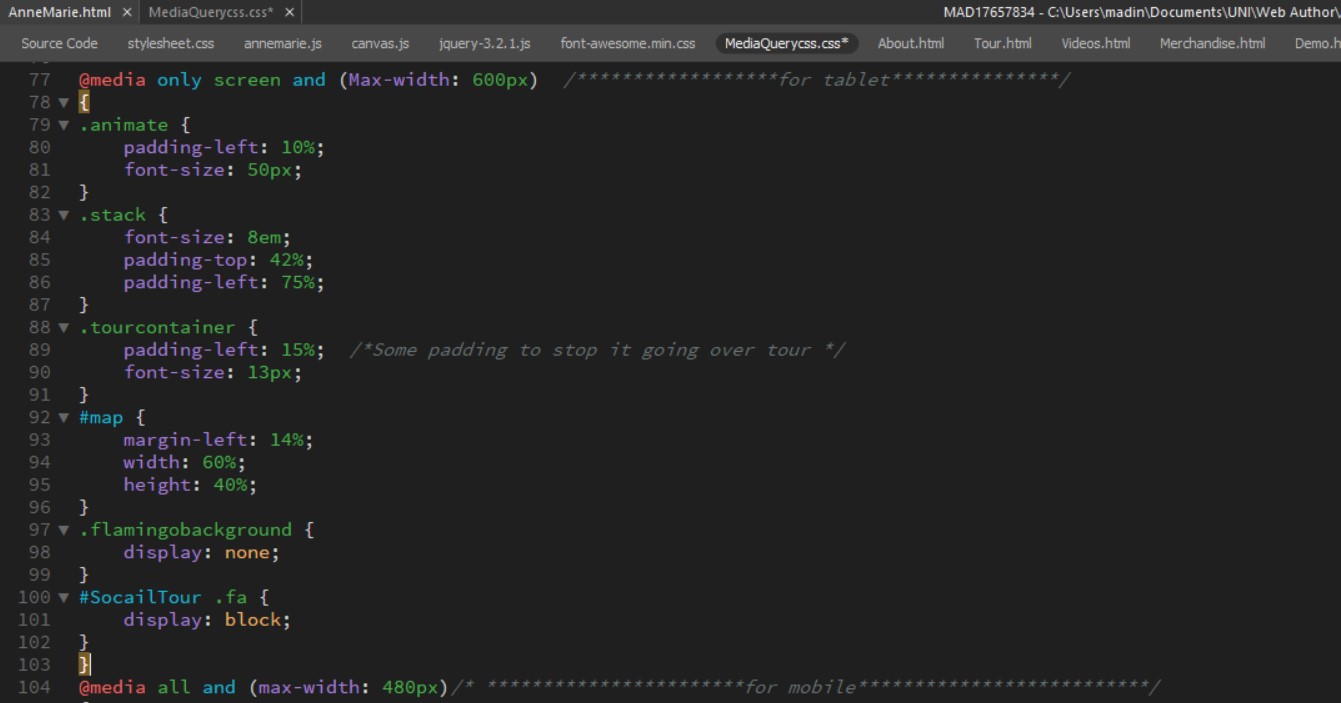 AnneMarie.html × MediaQuerycss.css* × MAD17657834 - C:\Users\madin\Documents\UNI\Web Author\
Source Code stylesheet.css annemarie.js canvas.js jquery-3.2.1.js font-awesome.min.css MediaQuerycss.css* About.html Tour.html Videos.html Merchandise.html Demo.h
77 @media only screen and (Max-width: 600px) /******************for tablet***************/
78 ▼ {
79 ▼ .animate {
80 padding-left: 10%;
81 font-size: 50px;
82 }
83 ▼ .stack {
84 font-size: 8em;
85 padding-top: 42%;
86 padding-left: 75%;
87 }
88 ▼ .tourcontainer {
89 padding-left: 15%; /*Some padding to stop it going over tour */
90 font-size: 13px;
91 }
92 ▼ #map {
93 margin-left: 14%;
94 width: 60%;
95 height: 40%;
96 }
97 ▼ .flamingobackground {
98 display: none;
99 }
100 ▼ #SocailTour .fa {
101 display: block;
102 }
103 }
104 @media all and (max-width: 480px)/* ***********************for mobile**************************/